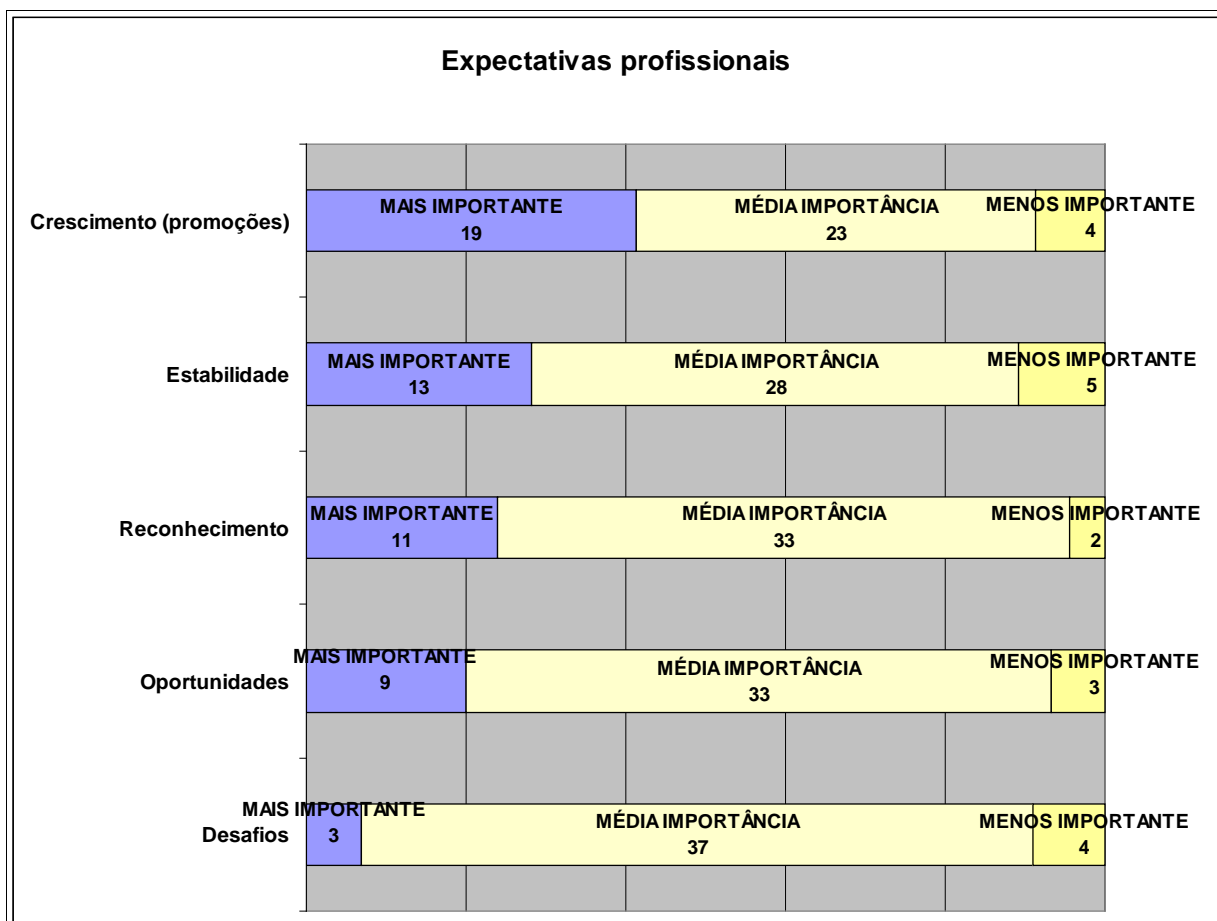 Expectativas profissionais
Crescimento (promoções)
MAIS IMPORTANTE
19
MÉDIA IMPORTÂNCIA
23
MENOS IMPORTANTE
4
Estabilidade
MAIS IMPORTANTE
13
MÉDIA IMPORTÂNCIA
28
MENOS IMPORTANTE
5
Reconhecimento
MAIS IMPORTANTE
11
MÉDIA IMPORTÂNCIA
33
MENOS IMPORTANTE
2
Oportunidades
MAIS IMPORTANTE
9
MÉDIA IMPORTÂNCIA
33
MENOS IMPORTANTE
3
Desafios
MAIS IMPORTANTE
3
MÉDIA IMPORTÂNCIA
37
MENOS IMPORTANTE
4